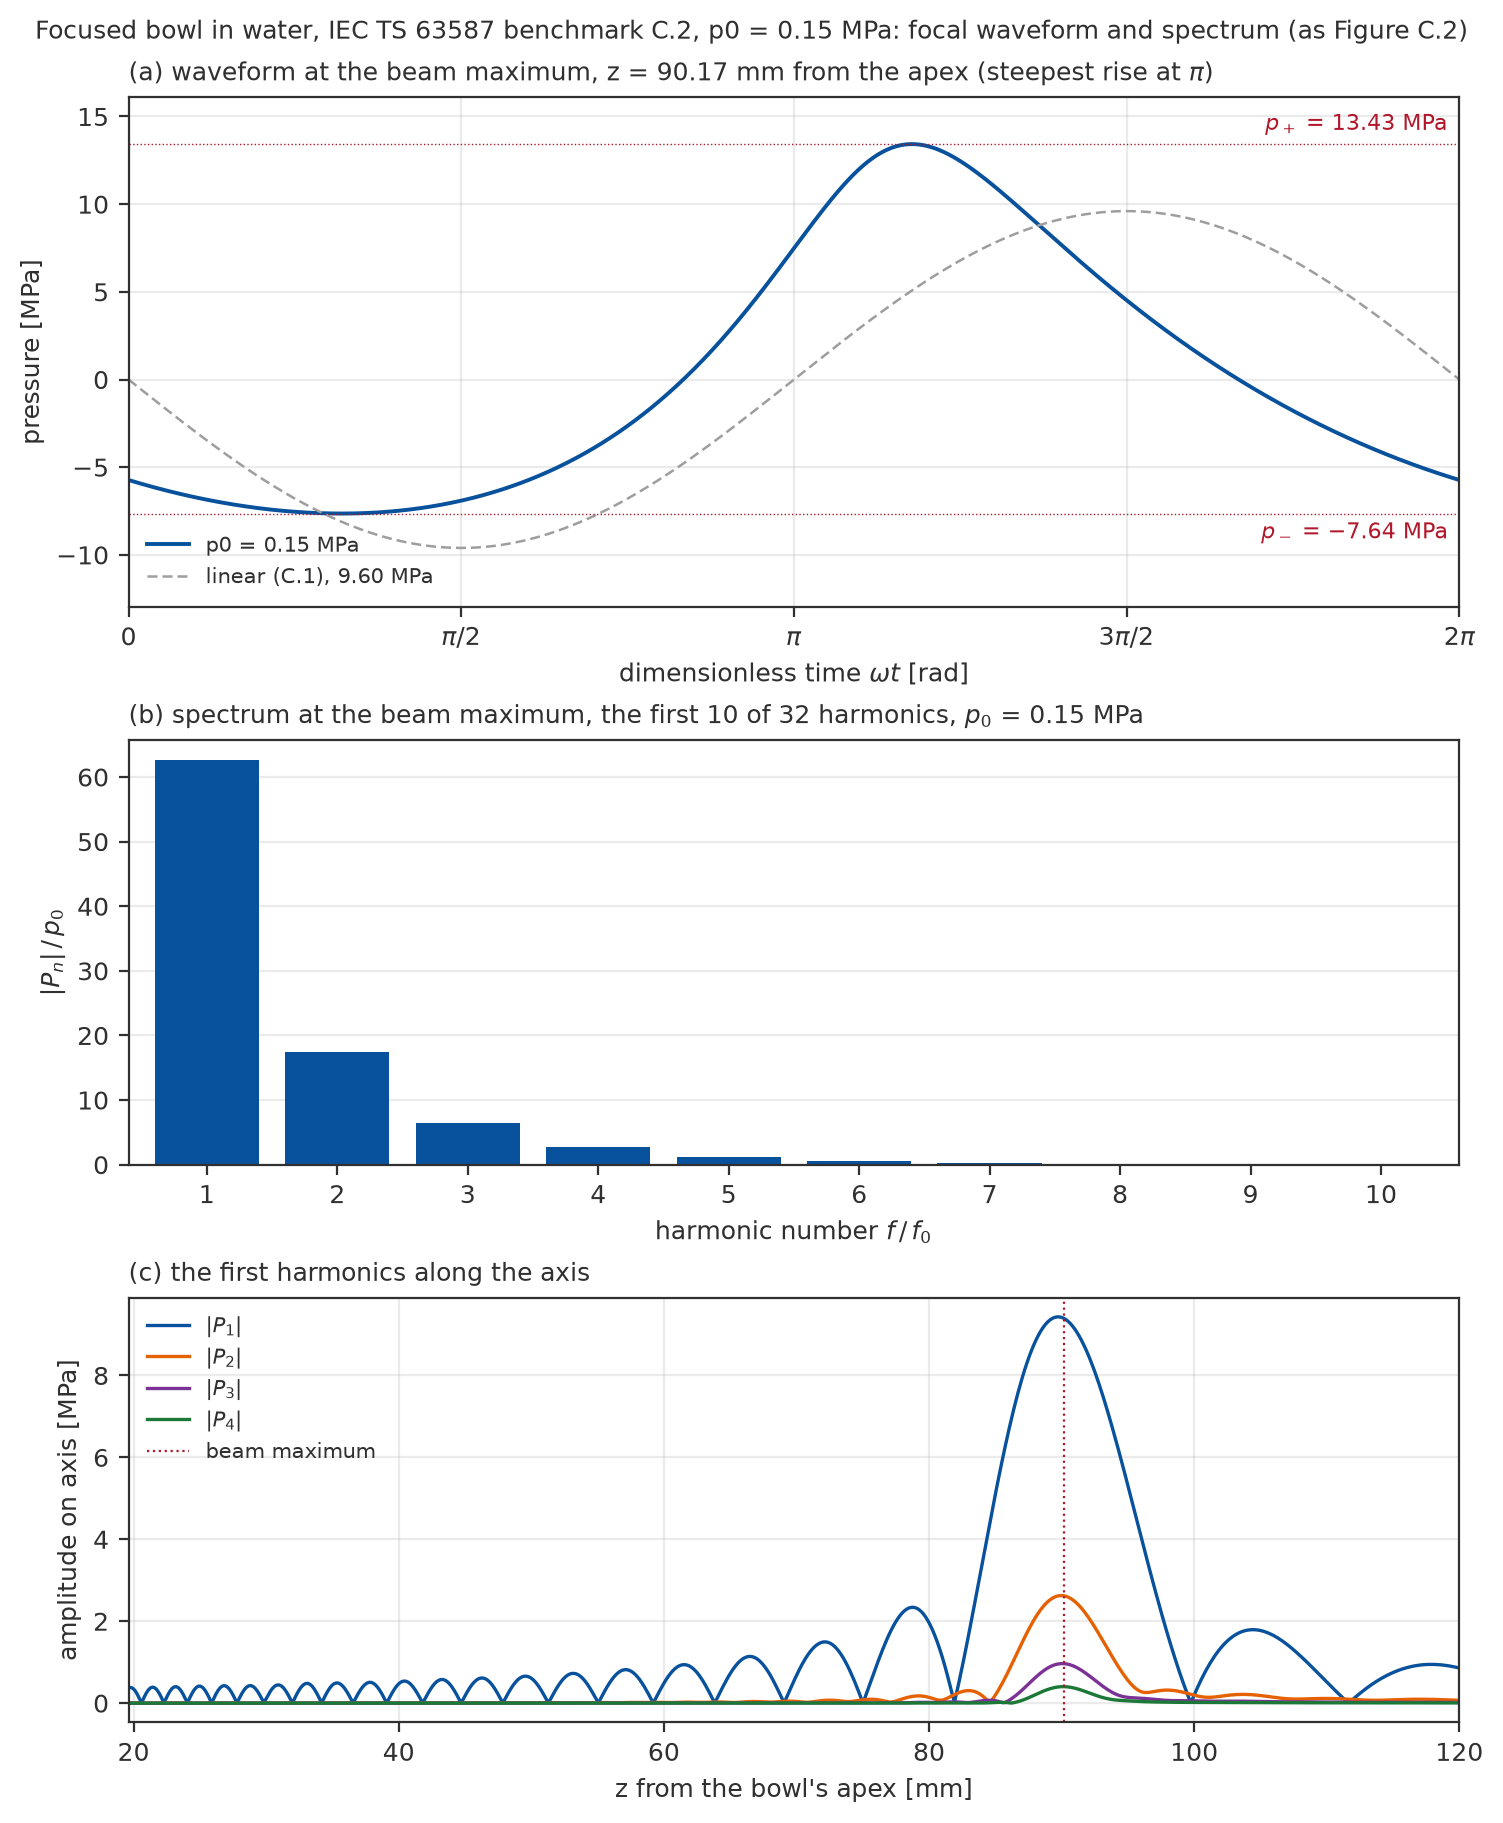 Focused bowl in water, IEC TS 63587 benchmark C.2, p0 = 0.15 MPa: focal waveform and spectrum (as Figure C.2)
(a) waveform at the beam maximum, z = 90.17 mm from the apex (steepest rise at π)
pressure [MPa]
15
10
5
0
−5
−10
p₊ = 13.43 MPa
p₋ = −7.64 MPa
p0 = 0.15 MPa
linear (C.1), 9.60 MPa
0
π/2
π
3π/2
2π
dimensionless time ωt [rad]
(b) spectrum at the beam maximum, the first 10 of 32 harmonics, p₀ = 0.15 MPa
|Pₙ| / p₀
60
50
40
30
20
10
0
1
2
3
4
5
6
7
8
9
10
harmonic number f / f₀
(c) the first harmonics along the axis
amplitude on axis [MPa]
8
6
4
2
0
|P₁|
|P₂|
|P₃|
|P₄|
beam maximum
20
40
60
80
100
120
z from the bowl's apex [mm]